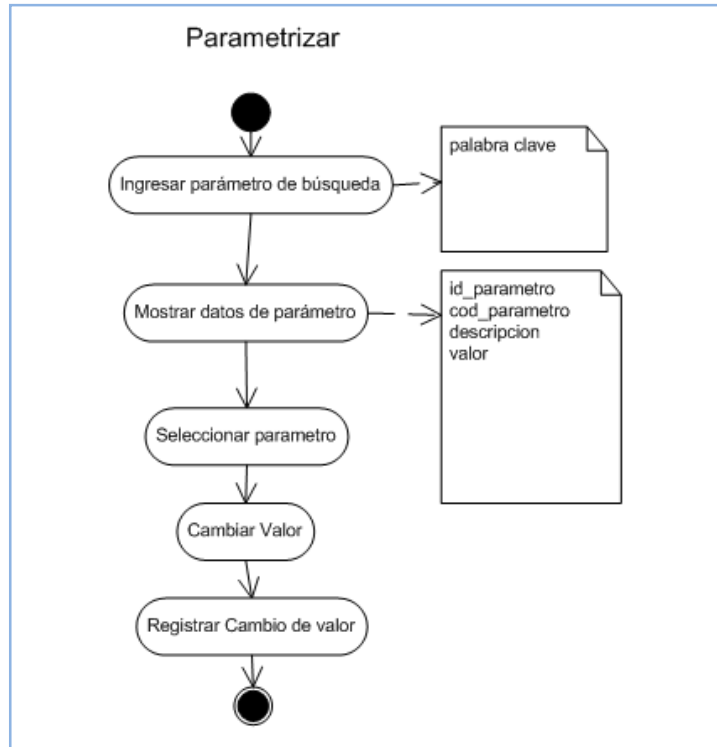 Parametrizar
Ingresar parámetro de búsqueda
palabra clave
Mostrar datos de parámetro
id_parametro
cod_parametro
descripcion
valor
Seleccionar parametro
Cambiar Valor
Registrar Cambio de valor